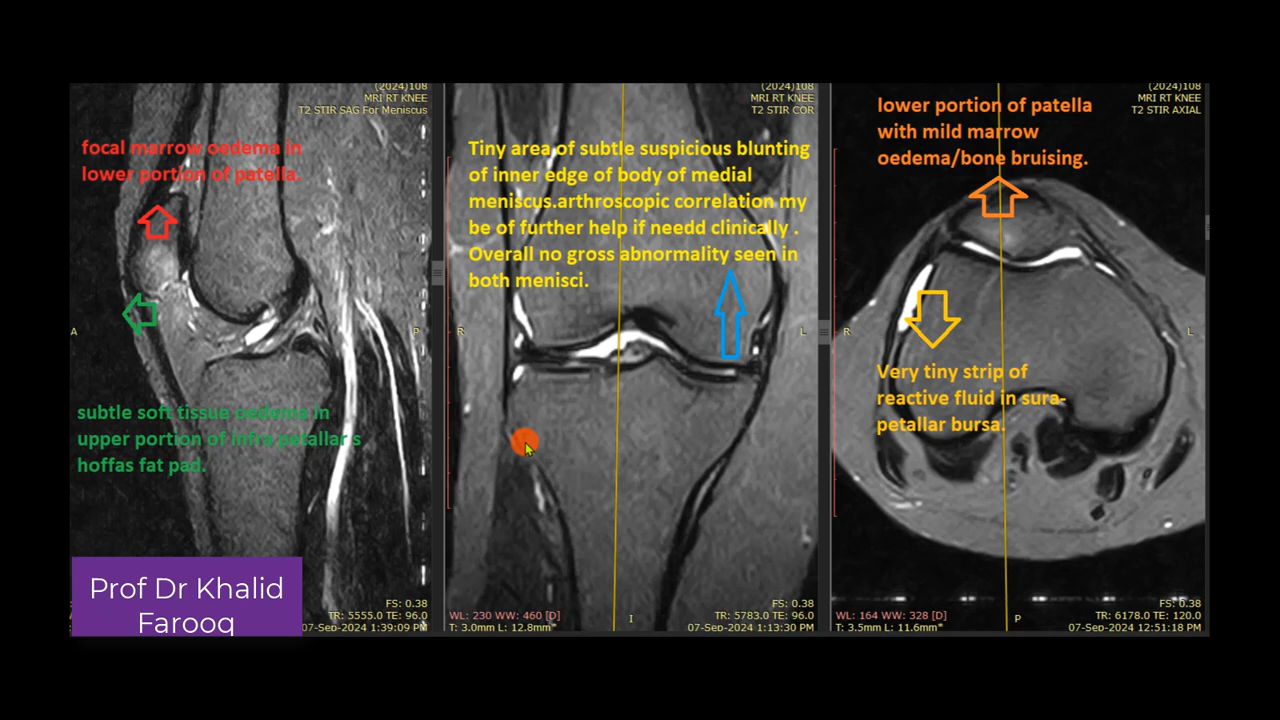 (2024)108
MRI RT KNEE
T2 STIR SAG For Meniscus
focal marrow oedema in
lower portion of patella.
A
P
subtle soft tissue oedema in
upper portion of infra petallar s
hoffas fat pad.
Prof Dr Khalid
Farooq
FS: 0.38
TR: 5555.0 TE: 96.0
07-Sep-2024 1:39:09 PM
(2024)108
MRI RT KNEE
T2 STIR COR
Tiny area of subtle suspicious blunting
of inner edge of body of medial
meniscus.arthroscopic correlation my
be of further help if needd clinically .
Overall no gross abnormality seen in
both menisci.
R
L
I
WL: 230 WW: 460 [D]
T: 3.0mm L: 12.8mm*
FS: 0.38
TR: 5783.0 TE: 96.0
07-Sep-2024 1:13:30 PM
(2024)108
MRI RT KNEE
T2 STIR AXIAL
lower portion of patella
with mild marrow
oedema/bone bruising.
R
L
Very tiny strip of
reactive fluid in sura-
petallar bursa.
P
WL: 164 WW: 328 [D]
T: 3.5mm L: 11.6mm*
FS: 0.38
TR: 6178.0 TE: 120.0
07-Sep-2024 12:51:18 PM